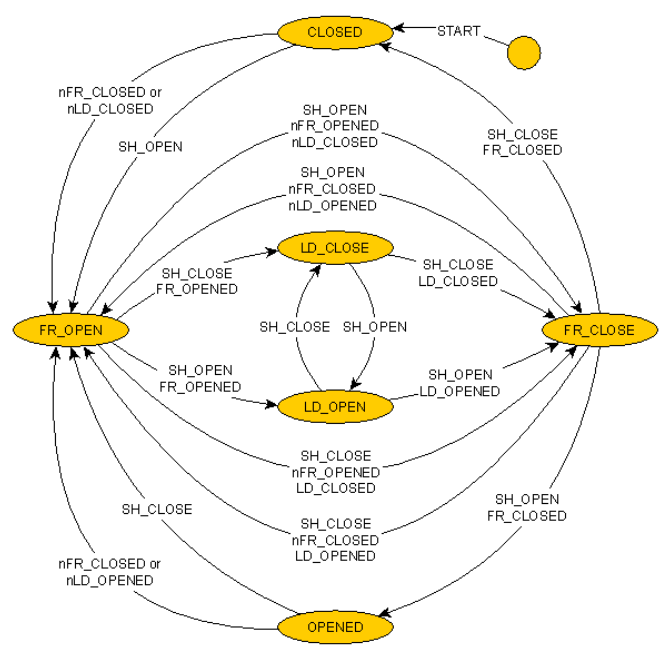 CLOSED
START
nFR_CLOSED or
nLD_CLOSED
SH_OPEN
SH_OPEN
nFR_OPENED
nLD_CLOSED
SH_CLOSE
FR_CLOSED
SH_OPEN
nFR_CLOSED
nLD_OPENED
LD_CLOSE
SH_CLOSE
FR_OPENED
SH_CLOSE
LD_CLOSED
FR_OPEN
SH_CLOSE
SH_OPEN
FR_CLOSE
SH_OPEN
FR_OPENED
SH_OPEN
LD_OPENED
LD_OPEN
SH_CLOSE
nFR_OPENED
LD_CLOSED
SH_CLOSE
SH_OPEN
FR_CLOSED
SH_CLOSE
nFR_CLOSED
LD_OPENED
nFR_CLOSED or
nLD_OPENED
OPENED